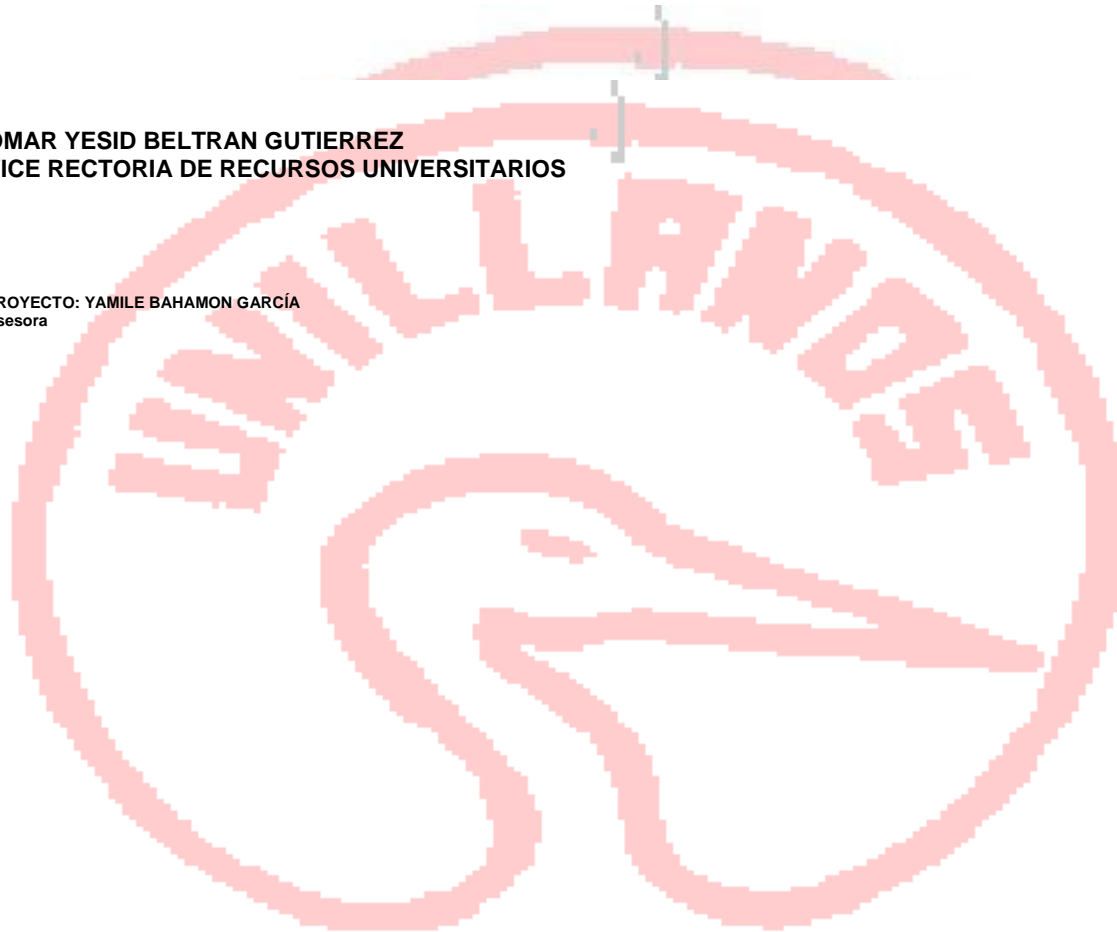 OMAR YESID BELTRAN GUTIERREZ
ICE RECTORIA DE RECURSOS UNIVERSITARIOS
ROYECTO: YAMILE BAHAMON GARCÍA
sesora
UNILLANOS